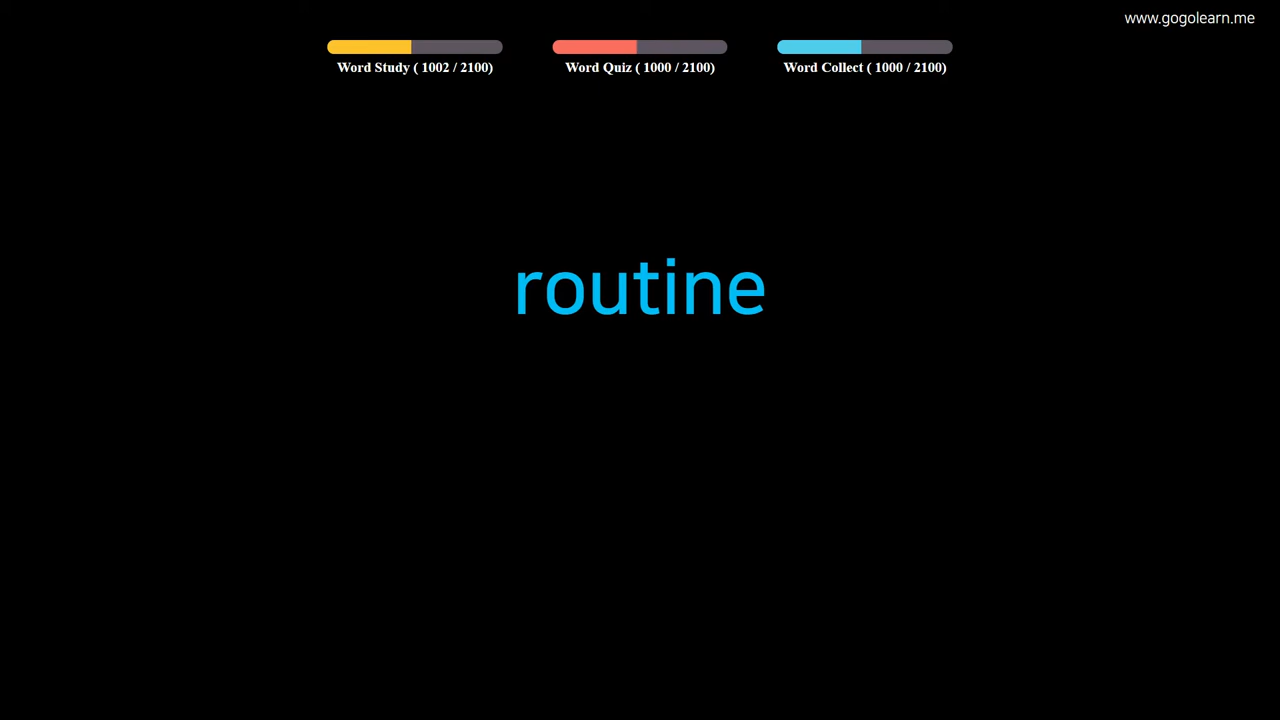 www.gogolearn.me
Word Study ( 1002 / 2100)
Word Quiz ( 1000 / 2100)
Word Collect ( 1000 / 2100)
routine